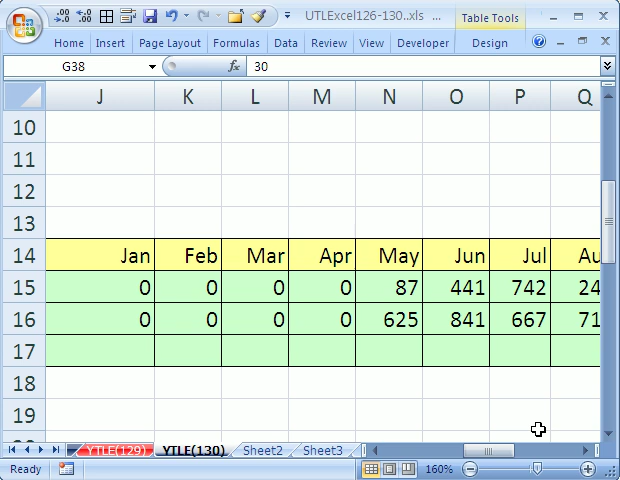 UTLExcel126-130..xls ... Table Tools
Home Insert Page Layout Formulas Data Review View Developer Design
G38 fx 30
J K L M N O P Q
10
11
12
13
14 Jan Feb Mar Apr May Jun Jul Au
15 0 0 0 0 87 441 742 24
16 0 0 0 0 625 841 667 71
17
18
19
YTLE(129) YTLE(130) Sheet2 Sheet3
Ready 160%